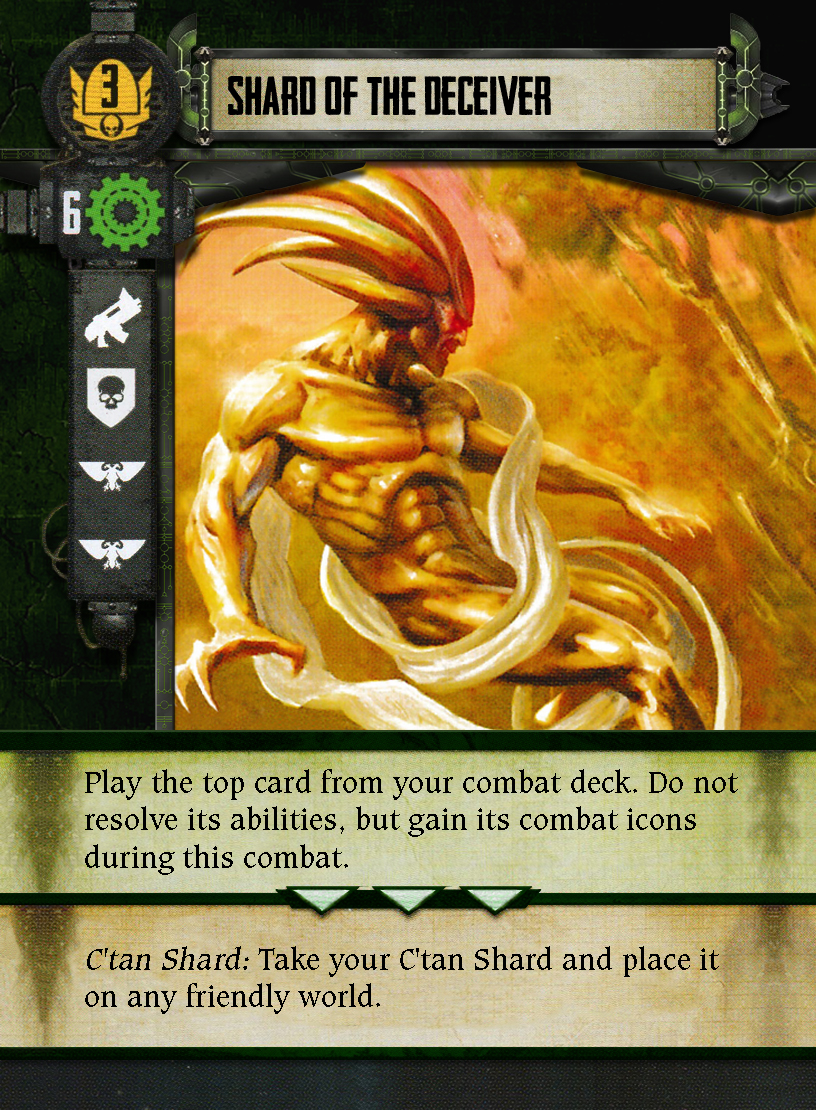 3
SHARD OF THE DECEIVER
6
Play the top card from your combat deck. Do not
resolve its abilities, but gain its combat icons
during this combat.
C'tan Shard: Take your C'tan Shard and place it
on any friendly world.